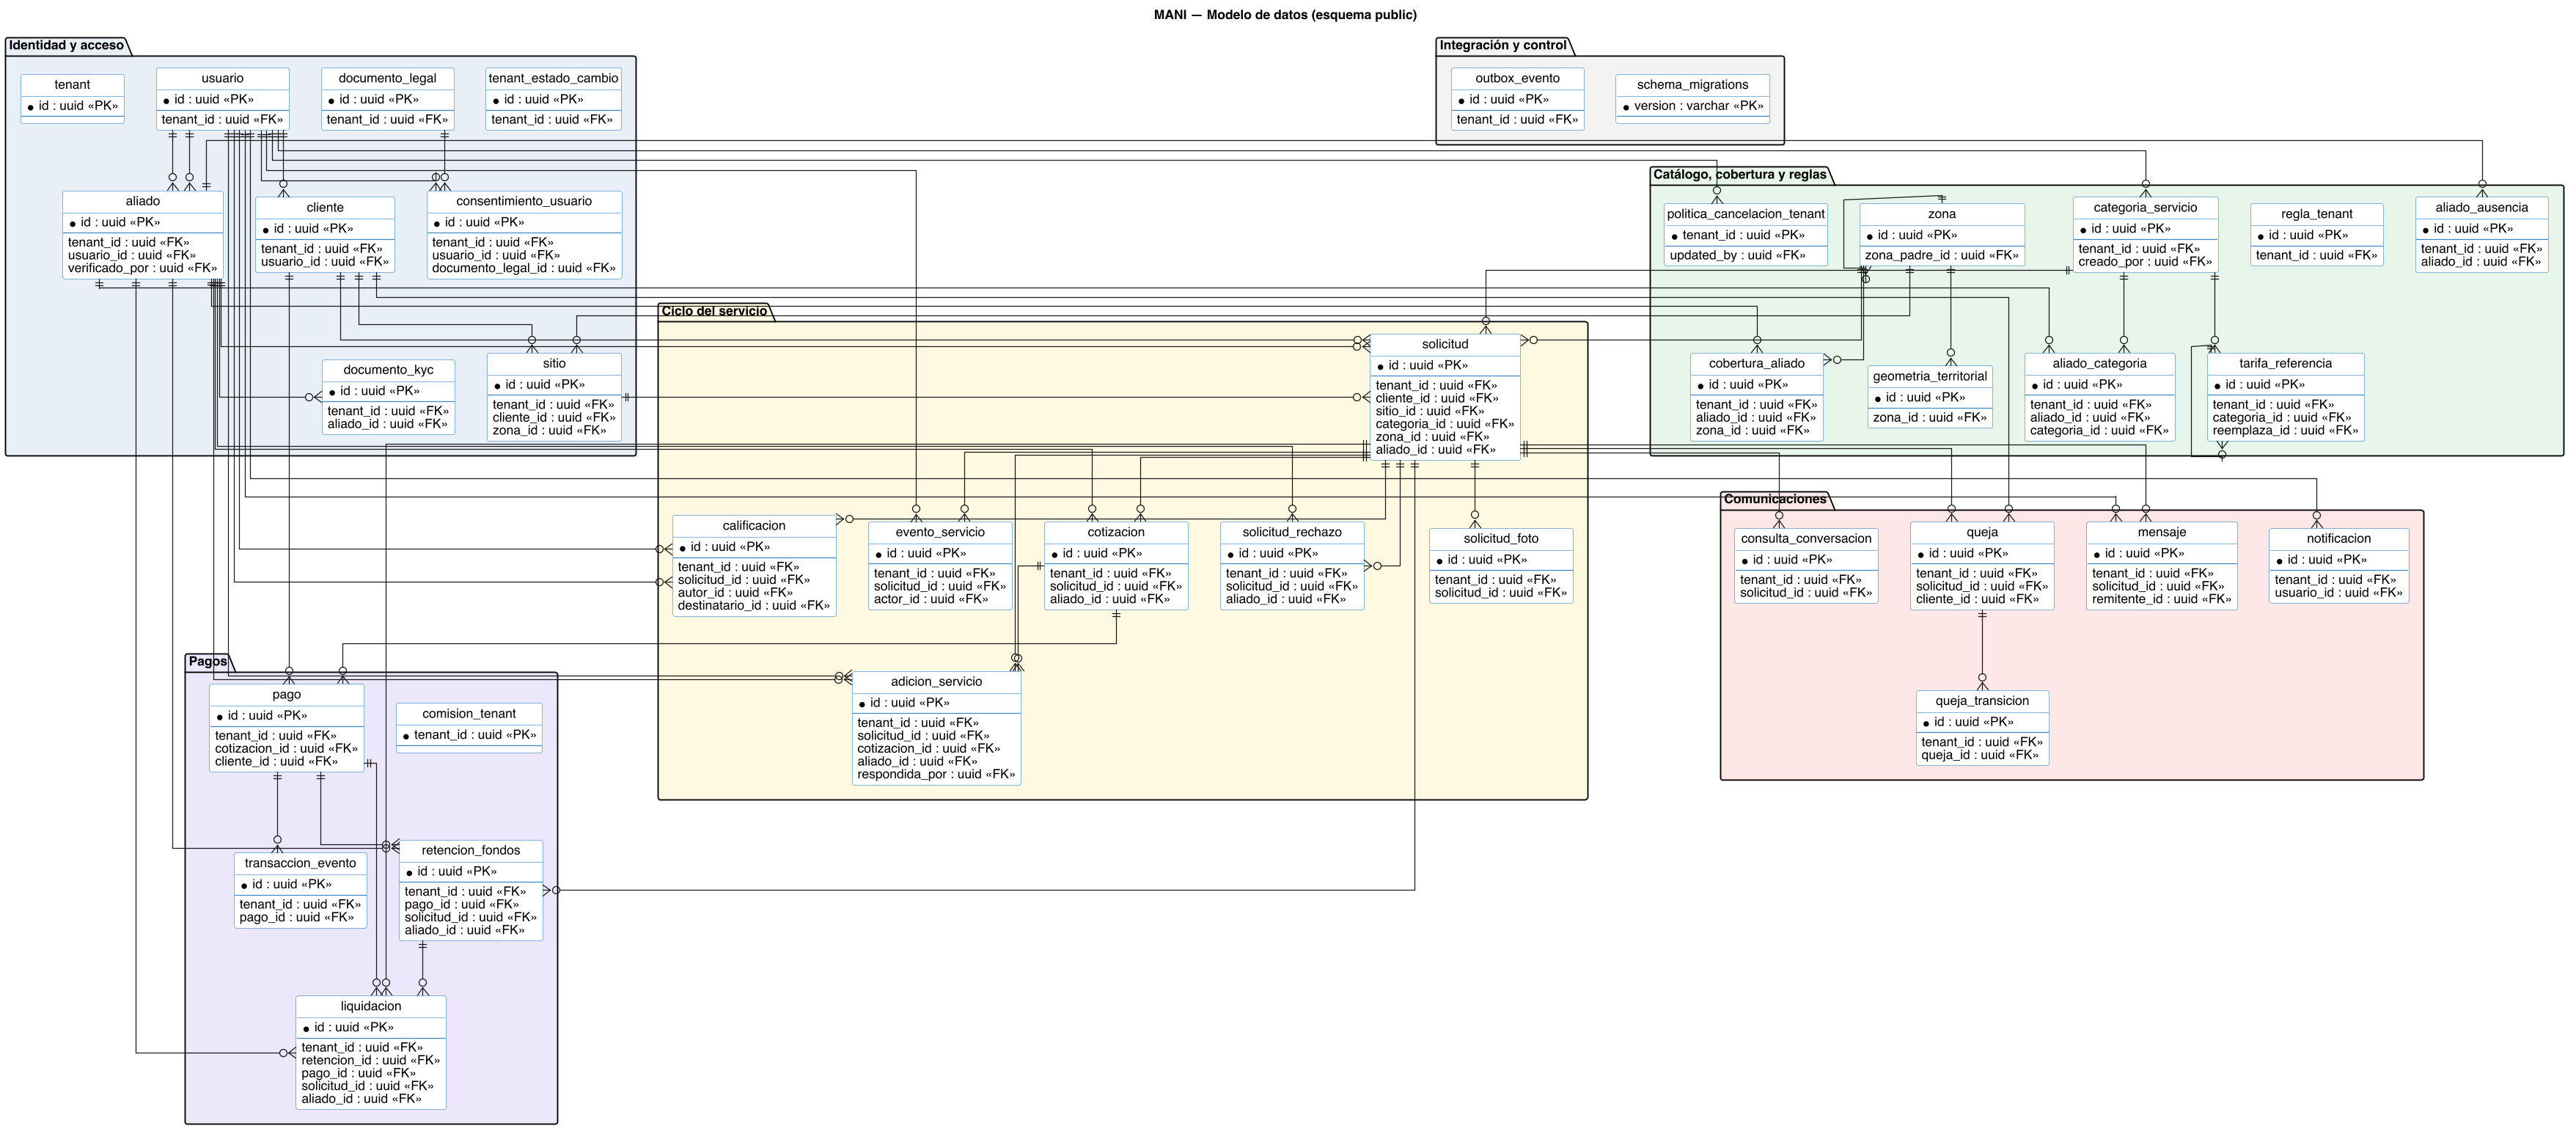 MANI — Modelo de datos (esquema public)
Identidad y acceso
tenant
id : uuid «PK»
usuario
id : uuid «PK»
tenant_id : uuid «FK»
documento_legal
id : uuid «PK»
tenant_id : uuid «FK»
tenant_estado_cambio
id : uuid «PK»
tenant_id : uuid «FK»
aliado
id : uuid «PK»
tenant_id : uuid «FK»
usuario_id : uuid «FK»
verificado_por : uuid «FK»
cliente
id : uuid «PK»
tenant_id : uuid «FK»
usuario_id : uuid «FK»
consentimiento_usuario
id : uuid «PK»
tenant_id : uuid «FK»
usuario_id : uuid «FK»
documento_legal_id : uuid «FK»
documento_kyc
id : uuid «PK»
tenant_id : uuid «FK»
aliado_id : uuid «FK»
sitio
id : uuid «PK»
tenant_id : uuid «FK»
cliente_id : uuid «FK»
zona_id : uuid «FK»
Integración y control
outbox_evento
id : uuid «PK»
tenant_id : uuid «FK»
schema_migrations
version : varchar «PK»
Catálogo, cobertura y reglas
politica_cancelacion_tenant
tenant_id : uuid «PK»
updated_by : uuid «FK»
zona
id : uuid «PK»
zona_padre_id : uuid «FK»
categoria_servicio
id : uuid «PK»
tenant_id : uuid «FK»
creado_por : uuid «FK»
regla_tenant
id : uuid «PK»
tenant_id : uuid «FK»
aliado_ausencia
id : uuid «PK»
tenant_id : uuid «FK»
aliado_id : uuid «FK»
cobertura_aliado
id : uuid «PK»
tenant_id : uuid «FK»
aliado_id : uuid «FK»
zona_id : uuid «FK»
geometria_territorial
id : uuid «PK»
zona_id : uuid «FK»
aliado_categoria
id : uuid «PK»
tenant_id : uuid «FK»
aliado_id : uuid «FK»
categoria_id : uuid «FK»
tarifa_referencia
id : uuid «PK»
tenant_id : uuid «FK»
categoria_id : uuid «FK»
reemplaza_id : uuid «FK»
Ciclo del servicio
solicitud
id : uuid «PK»
tenant_id : uuid «FK»
cliente_id : uuid «FK»
sitio_id : uuid «FK»
categoria_id : uuid «FK»
zona_id : uuid «FK»
aliado_id : uuid «FK»
calificacion
id : uuid «PK»
tenant_id : uuid «FK»
solicitud_id : uuid «FK»
autor_id : uuid «FK»
destinatario_id : uuid «FK»
evento_servicio
id : uuid «PK»
tenant_id : uuid «FK»
solicitud_id : uuid «FK»
actor_id : uuid «FK»
cotizacion
id : uuid «PK»
tenant_id : uuid «FK»
solicitud_id : uuid «FK»
aliado_id : uuid «FK»
solicitud_rechazo
id : uuid «PK»
tenant_id : uuid «FK»
solicitud_id : uuid «FK»
aliado_id : uuid «FK»
solicitud_foto
id : uuid «PK»
tenant_id : uuid «FK»
solicitud_id : uuid «FK»
adicion_servicio
id : uuid «PK»
tenant_id : uuid «FK»
solicitud_id : uuid «FK»
cotizacion_id : uuid «FK»
aliado_id : uuid «FK»
respondida_por : uuid «FK»
Comunicaciones
consulta_conversacion
id : uuid «PK»
tenant_id : uuid «FK»
solicitud_id : uuid «FK»
queja
id : uuid «PK»
tenant_id : uuid «FK»
solicitud_id : uuid «FK»
cliente_id : uuid «FK»
mensaje
id : uuid «PK»
tenant_id : uuid «FK»
solicitud_id : uuid «FK»
remitente_id : uuid «FK»
notificacion
id : uuid «PK»
tenant_id : uuid «FK»
usuario_id : uuid «FK»
queja_transicion
id : uuid «PK»
tenant_id : uuid «FK»
queja_id : uuid «FK»
Pagos
pago
id : uuid «PK»
tenant_id : uuid «FK»
cotizacion_id : uuid «FK»
cliente_id : uuid «FK»
comision_tenant
tenant_id : uuid «PK»
transaccion_evento
id : uuid «PK»
tenant_id : uuid «FK»
pago_id : uuid «FK»
retencion_fondos
id : uuid «PK»
tenant_id : uuid «FK»
pago_id : uuid «FK»
solicitud_id : uuid «FK»
aliado_id : uuid «FK»
liquidacion
id : uuid «PK»
tenant_id : uuid «FK»
retencion_id : uuid «FK»
pago_id : uuid «FK»
solicitud_id : uuid «FK»
aliado_id : uuid «FK»